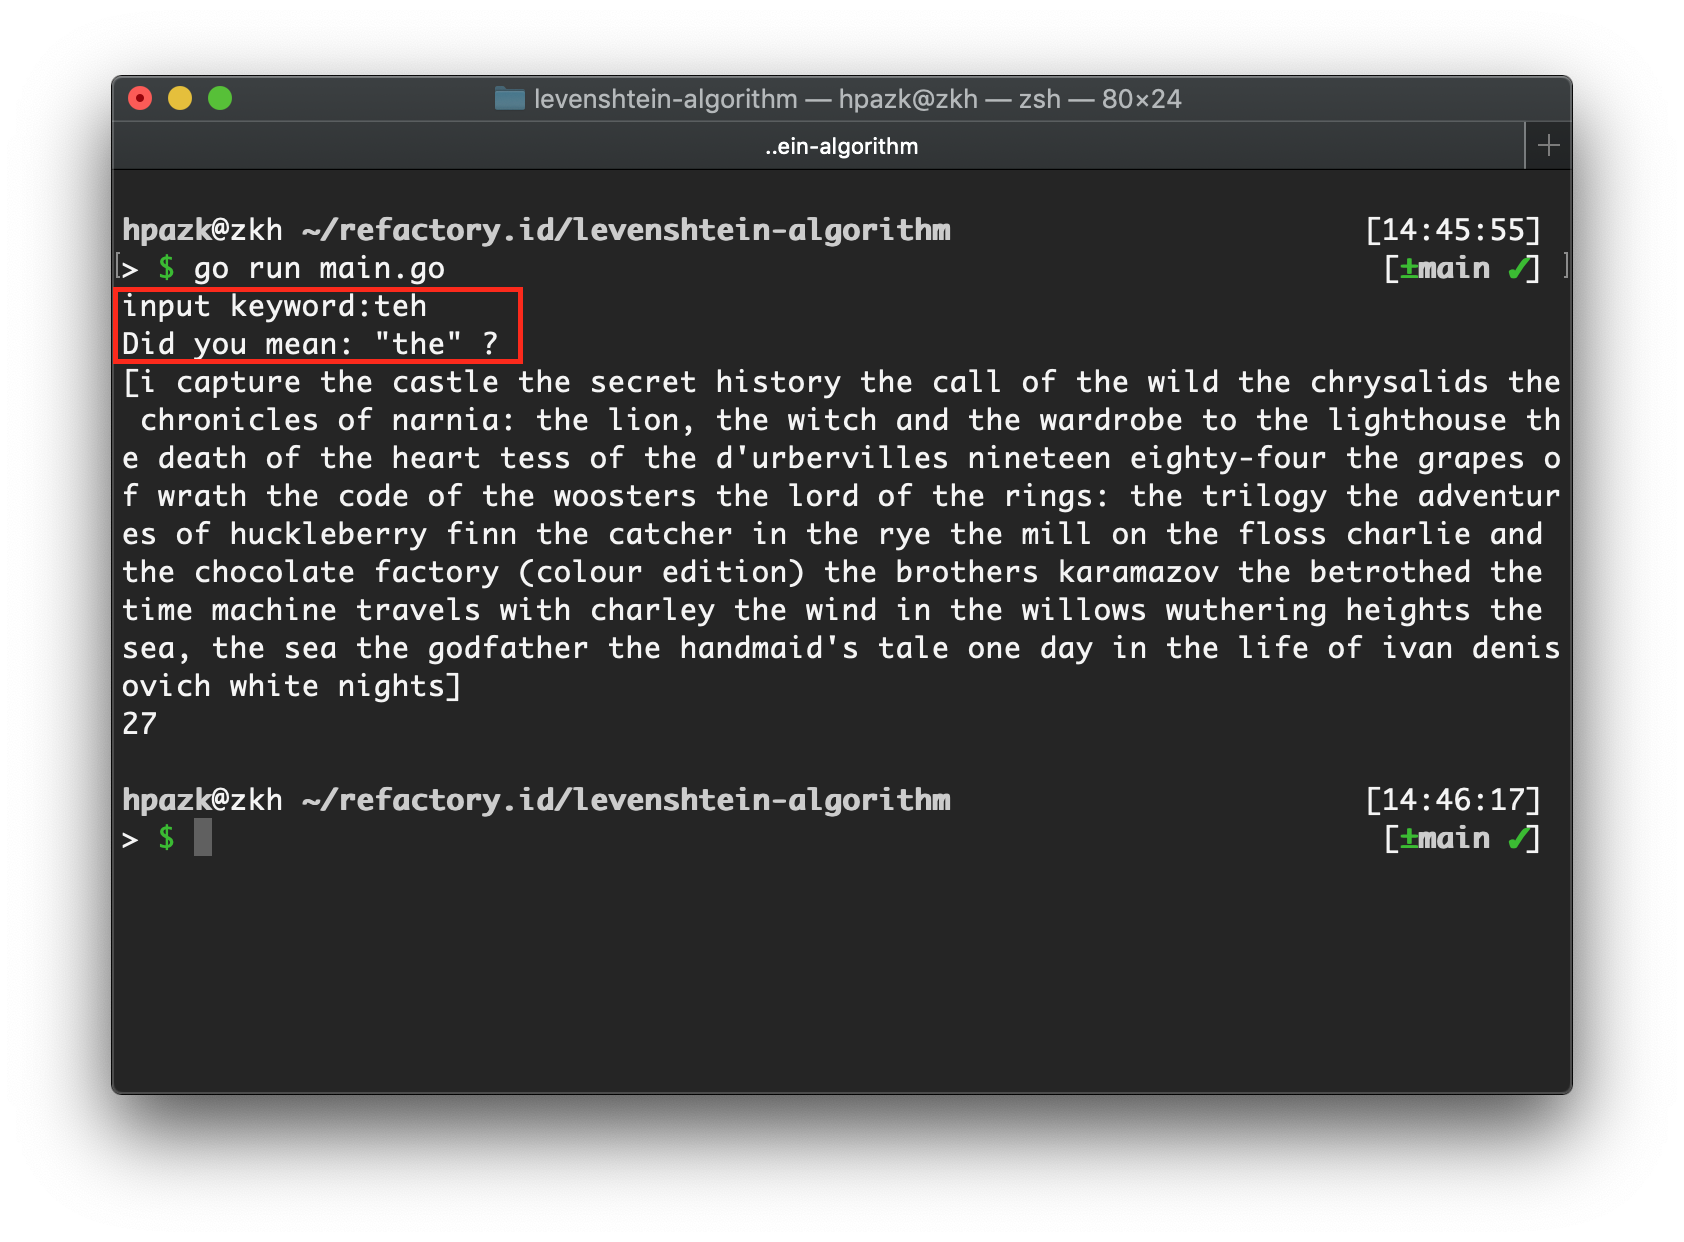 levenshtein-algorithm — hpazk@zkh — zsh — 80×24
..ein-algorithm
hpazk@zkh ~/refactory.id/levenshtein-algorithm [14:45:55]
> $ go run main.go [±main ✓]
input keyword:teh
Did you mean: "the" ?
[i capture the castle the secret history the call of the wild the chrysalids the
 chronicles of narnia: the lion, the witch and the wardrobe to the lighthouse th
e death of the heart tess of the d'urbervilles nineteen eighty-four the grapes o
f wrath the code of the woosters the lord of the rings: the trilogy the adventur
es of huckleberry finn the catcher in the rye the mill on the floss charlie and
the chocolate factory (colour edition) the brothers karamazov the betrothed the
time machine travels with charley the wind in the willows wuthering heights the
sea, the sea the godfather the handmaid's tale one day in the life of ivan denis
ovich white nights]
27
hpazk@zkh ~/refactory.id/levenshtein-algorithm [14:46:17]
> $ [±main ✓]